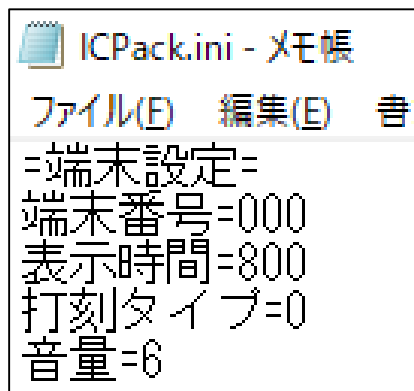 ICPack.ini - メモ帳
ファイル(F) 編集(E) 書
=端末設定=
端末番号=000
表示時間=800
打刻タイプ=0
音量=6